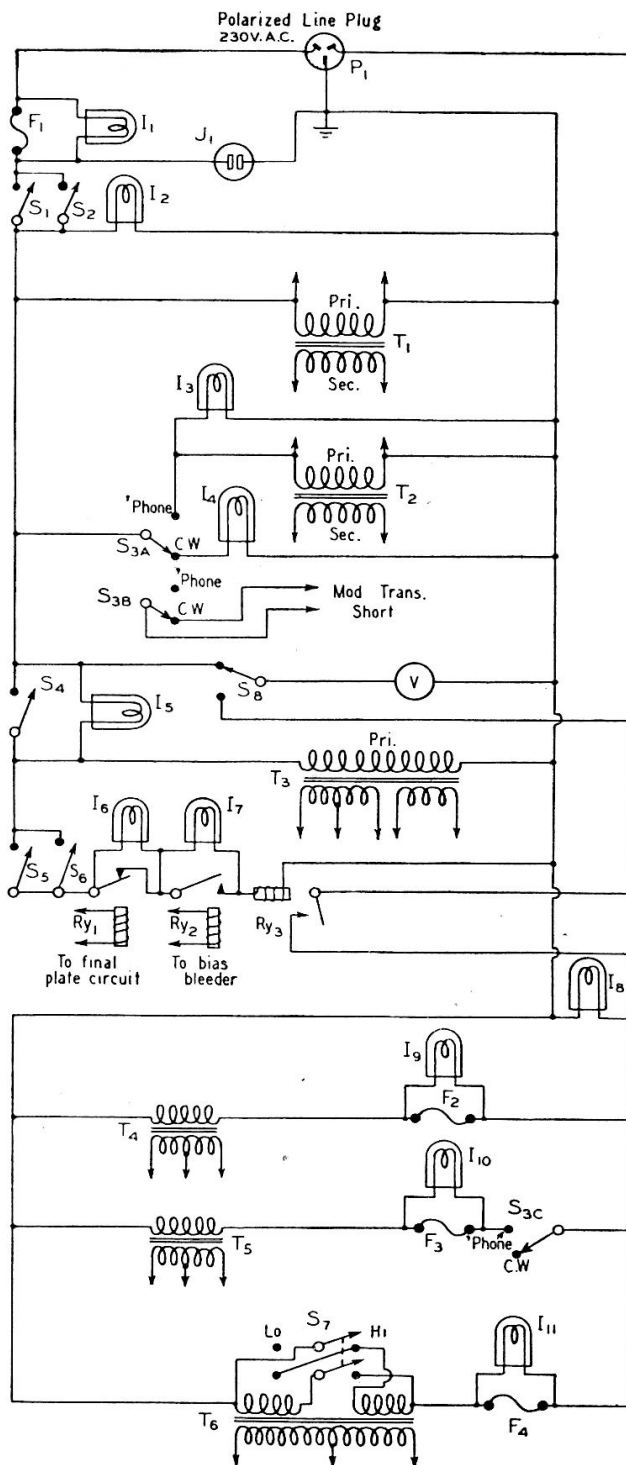 Polarized Line Plug
230V. A.C.
P1
F1
I1
J1
S1
S2
I2
Pri.
T1
Sec.
I3
Pri.
T2
Sec.
'Phone
I4
S3A
CW
'Phone
S3B
CW
Mod Trans.
Short
S4
I5
S8
V
Pri.
T3
I6
I7
S5
S6
Ry1
Ry2
Ry3
To final
plate circuit
To bias
bleeder
I8
I9
F2
T4
I10
S3C
T5
F3
'Phone
C.W
Lo
S7
Hi
I11
T6
F4